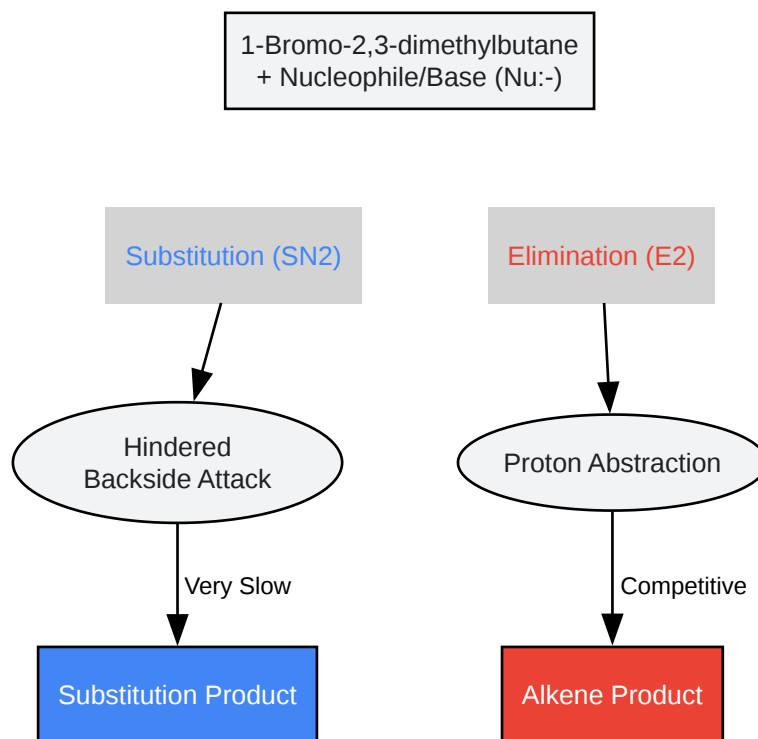 1-Bromo-2,3-dimethylbutane
+ Nucleophile/Base (Nu:-)
Substitution (SN2)
Elimination (E2)
Hindered
Backside Attack
Proton Abstraction
Very Slow
Competitive
Substitution Product
Alkene Product